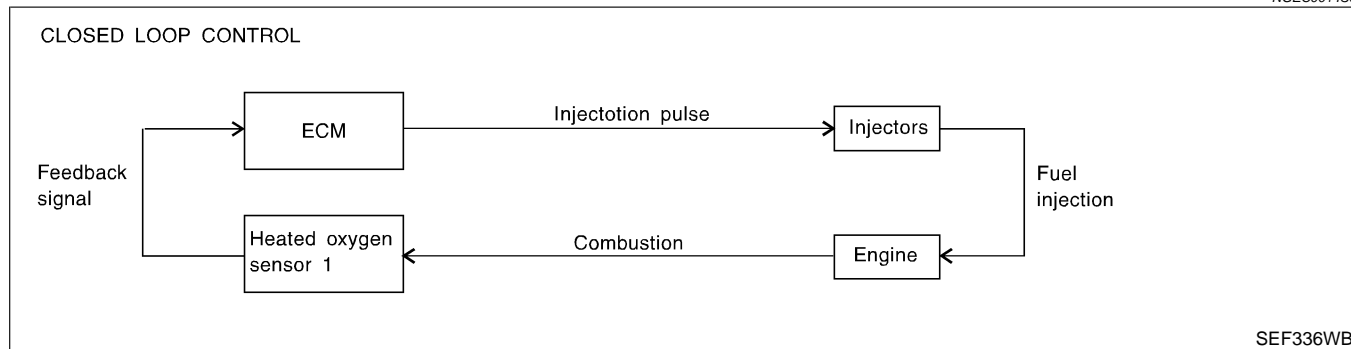 CLOSED LOOP CONTROL
ECM
Injectotion pulse
Injectors
Feedback
signal
Fuel
injection
Heated oxygen
sensor 1
Combustion
Engine
SEF336WB